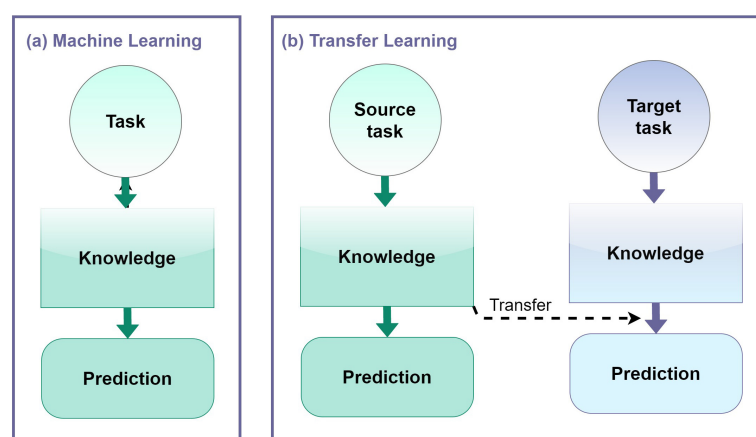 (a) Machine Learning
Task
Knowledge
Prediction
(b) Transfer Learning
Source
task
Knowledge
Prediction
Transfer
Target
task
Knowledge
Prediction